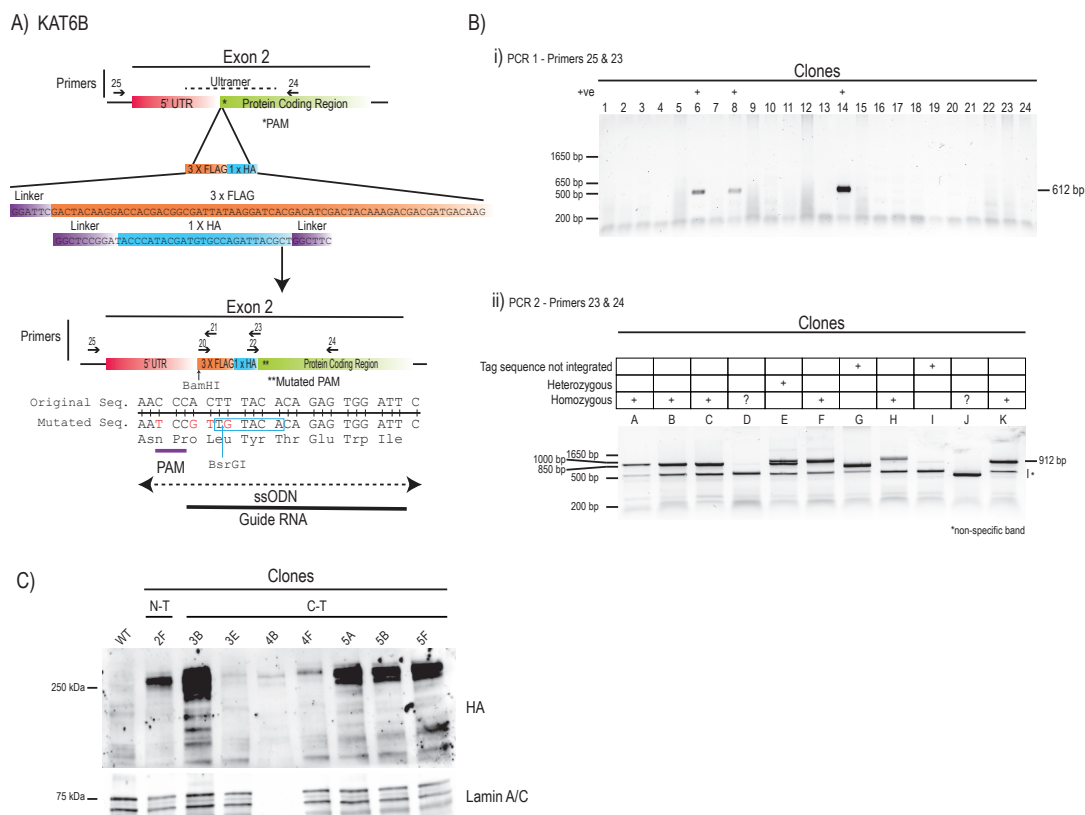 A) KAT6B
Exon 2
Primers
25
Ultramer
24
5' UTR
*
Protein Coding Region
*PAM
3 X FLAG 1 x HA
Linker
3 x FLAG
GGATTCGACTACAAGGACCACGACGGCGATTATAAGGATCACGACATCGACTACAAAGACGACGATGACAAG
Linker
1 X HA
Linker
GGCTCCGGATACCCATACGATGTGCCAGATTACGCTGGCTTC
Exon 2
Primers
25
21
20
23
22
24
5' UTR
3 X FLAG 1 x HA
**
Protein Coding Region
BamHI
**Mutated PAM
Original Seq. AAC CCA CTT TAC ACA GAG TGG ATT C
Mutated Seq. AAT CCG TTG TAC ACA GAG TGG ATT C
Asn Pro Leu Tyr Thr Glu Trp Ile
PAM
BsrGI
ssODN
Guide RNA
B)
i) PCR 1 - Primers 25 & 23
Clones
+ve + + +
1 2 3 4 5 6 7 8 9 10 11 12 13 14 15 16 17 18 19 20 21 22 23 24
1650 bp
650 bp
500 bp
200 bp
612 bp
ii) PCR 2 - Primers 23 & 24
Clones
Tag sequence not integrated + +
Heterozygous +
Homozygous + + + ? + + ? +
A B C D E F G H I J K
1650 bp
1000 bp
850 bp
500 bp
200 bp
912 bp
*
*non-specific band
C)
Clones
N-T
C-T
WT 2F 3B 3E 4B 4F 5A 5B 5F
250 kDa
HA
75 kDa
Lamin A/C